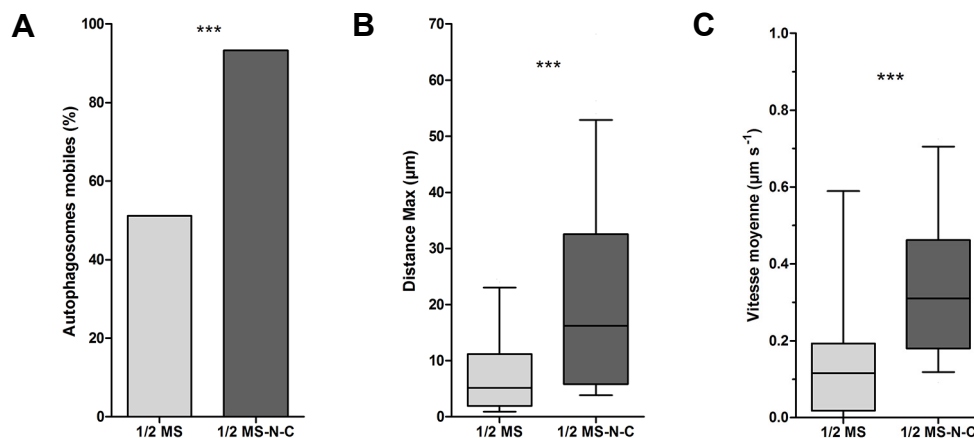 A
Autophagosomes mobiles (%)
100
80
60
40
20
0
***
1/2 MS
1/2 MS-N-C
B
Distance Max (µm)
70
60
50
40
30
20
10
0
***
1/2 MS
1/2 MS-N-C
C
Vitesse moyenne (µm s-1)
1.0
0.8
0.6
0.4
0.2
0.0
***
1/2 MS
1/2 MS-N-C